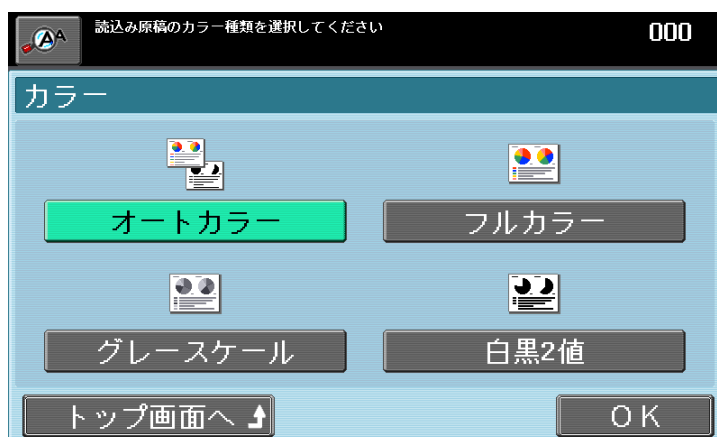 読込み原稿のカラー種類を選択してください
000
カラー
オートカラー
フルカラー
グレースケール
白黒2値
トップ画面へ
OK